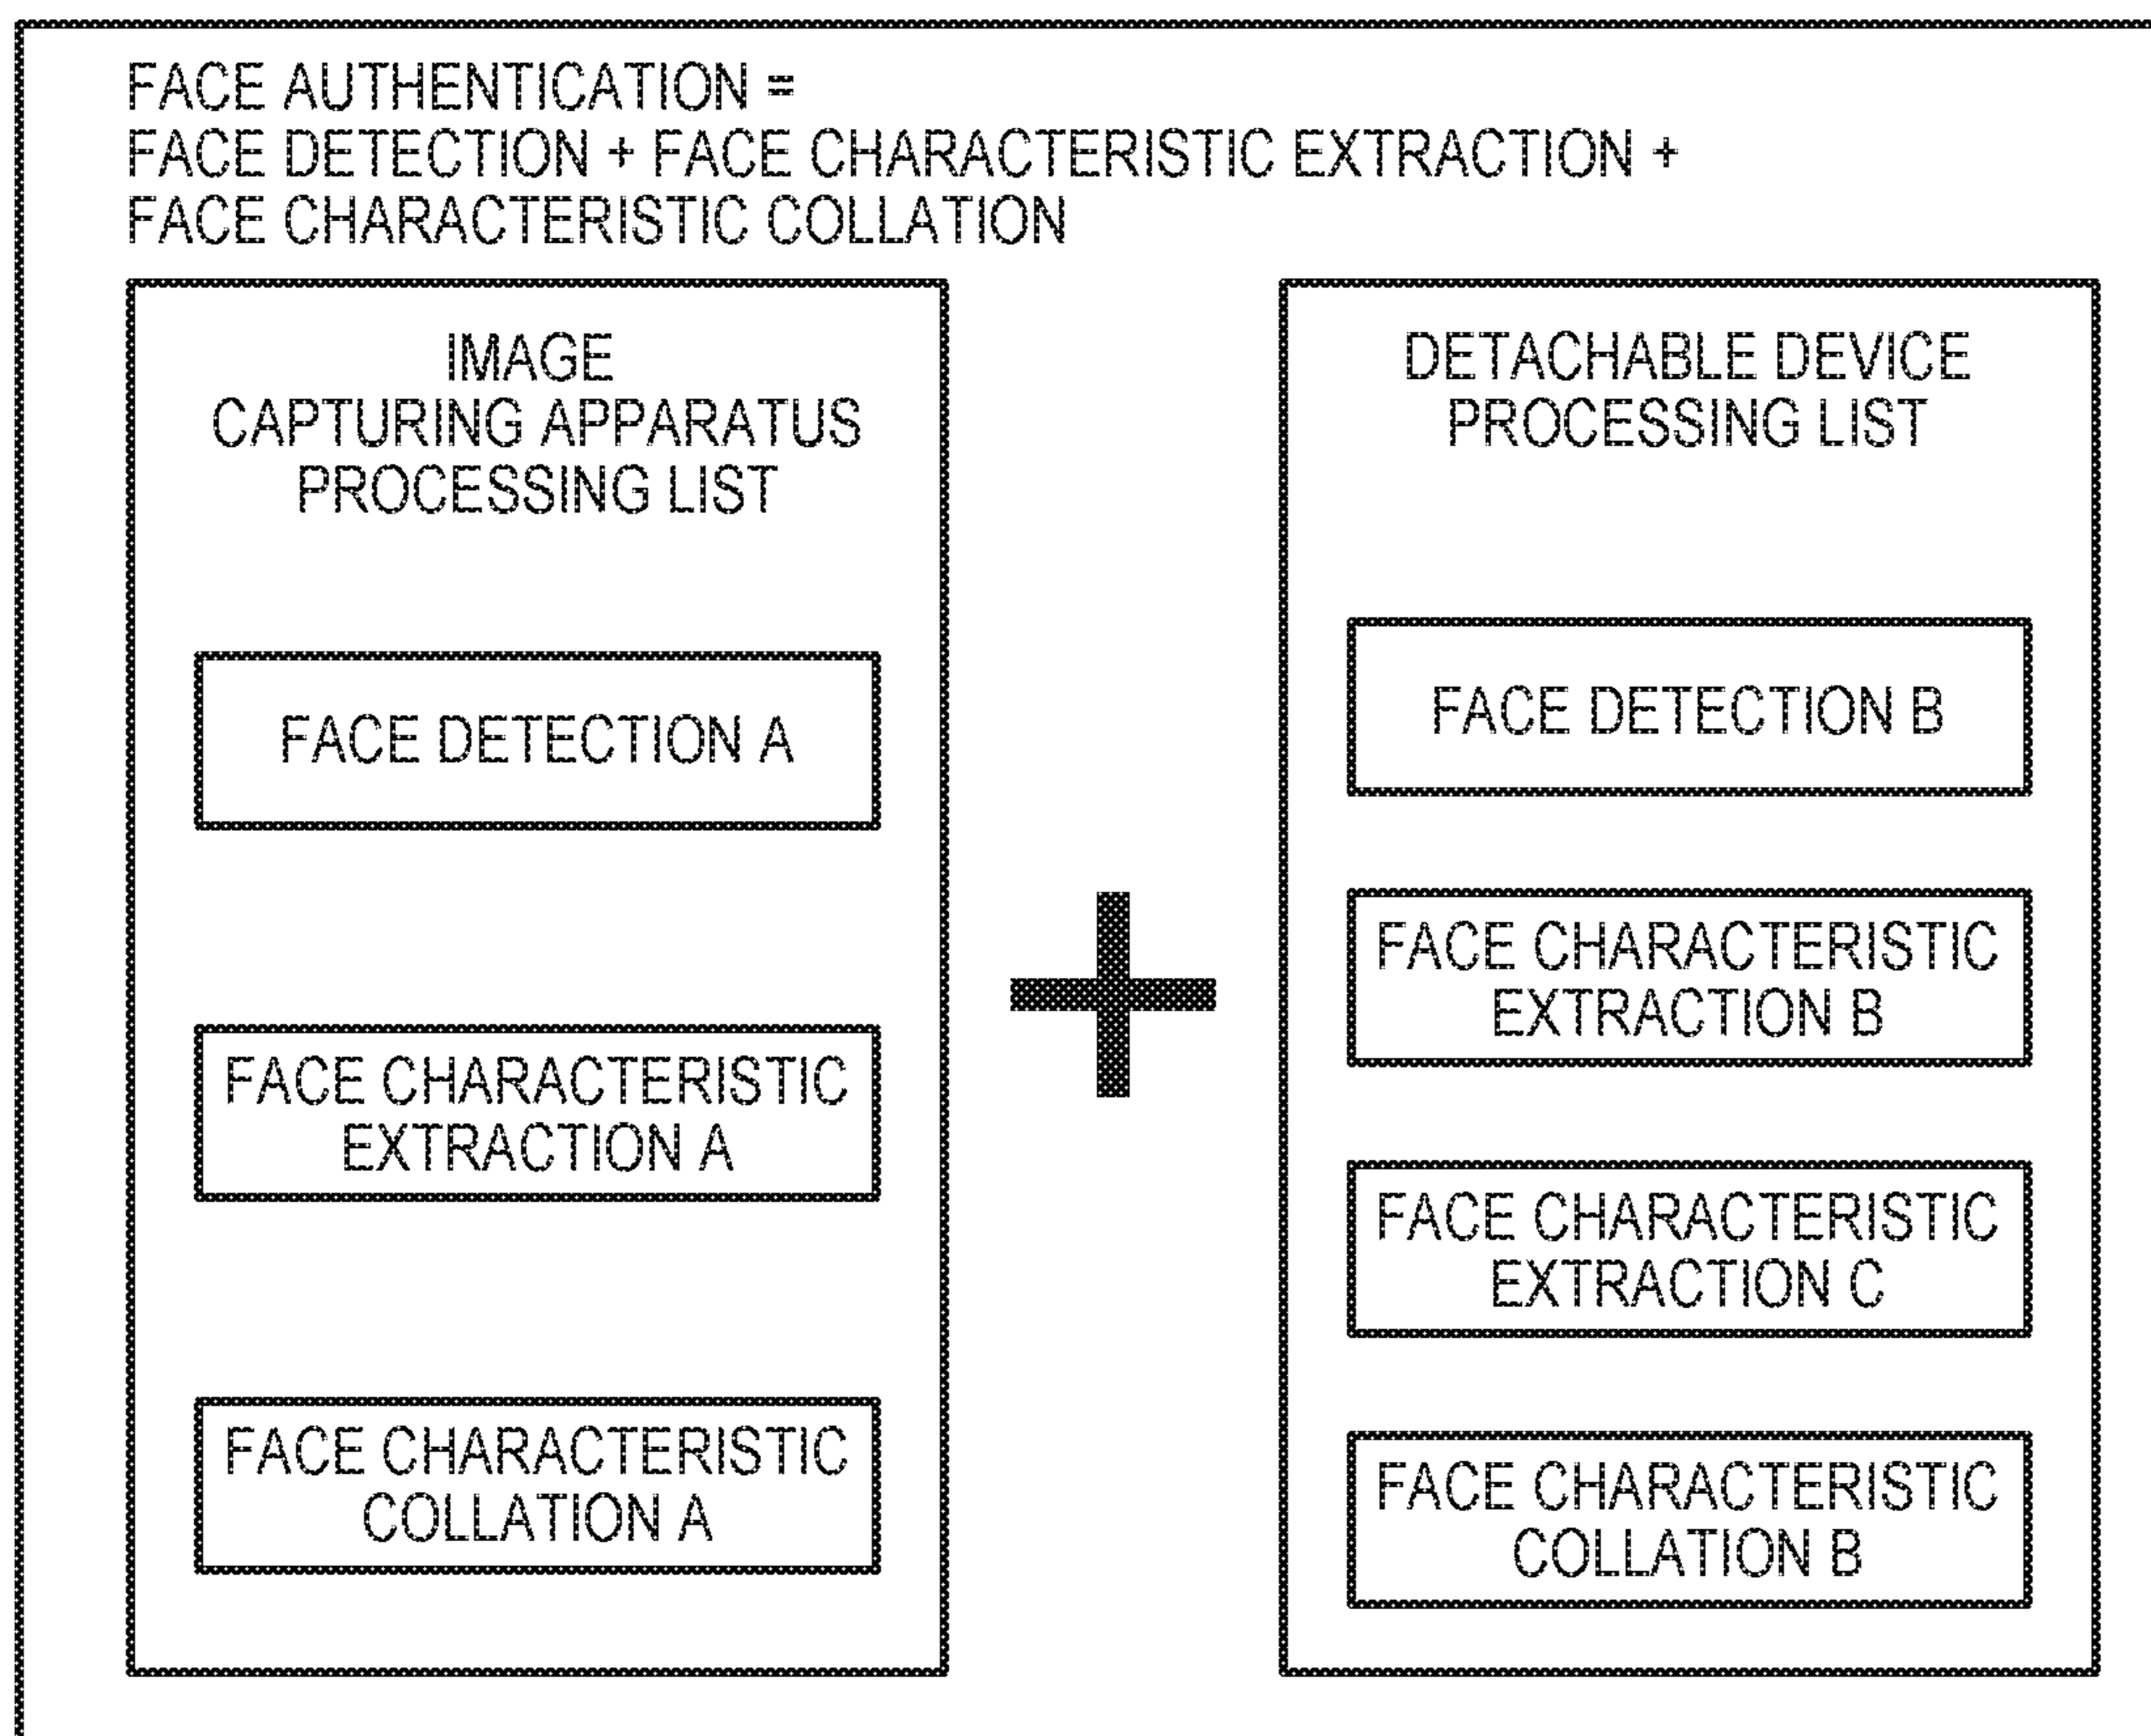 FACE AUTHENTICATION =
FACE DETECTION + FACE CHARACTERISTIC EXTRACTION +
FACE CHARACTERISTIC COLLATION
IMAGE
CAPTURING APPARATUS
PROCESSING LIST
FACE DETECTION A
FACE CHARACTERISTIC
EXTRACTION A
FACE CHARACTERISTIC
COLLATION A
+
DETACHABLE DEVICE
PROCESSING LIST
FACE DETECTION B
FACE CHARACTERISTIC
EXTRACTION B
FACE CHARACTERISTIC
EXTRACTION C
FACE CHARACTERISTIC
COLLATION B